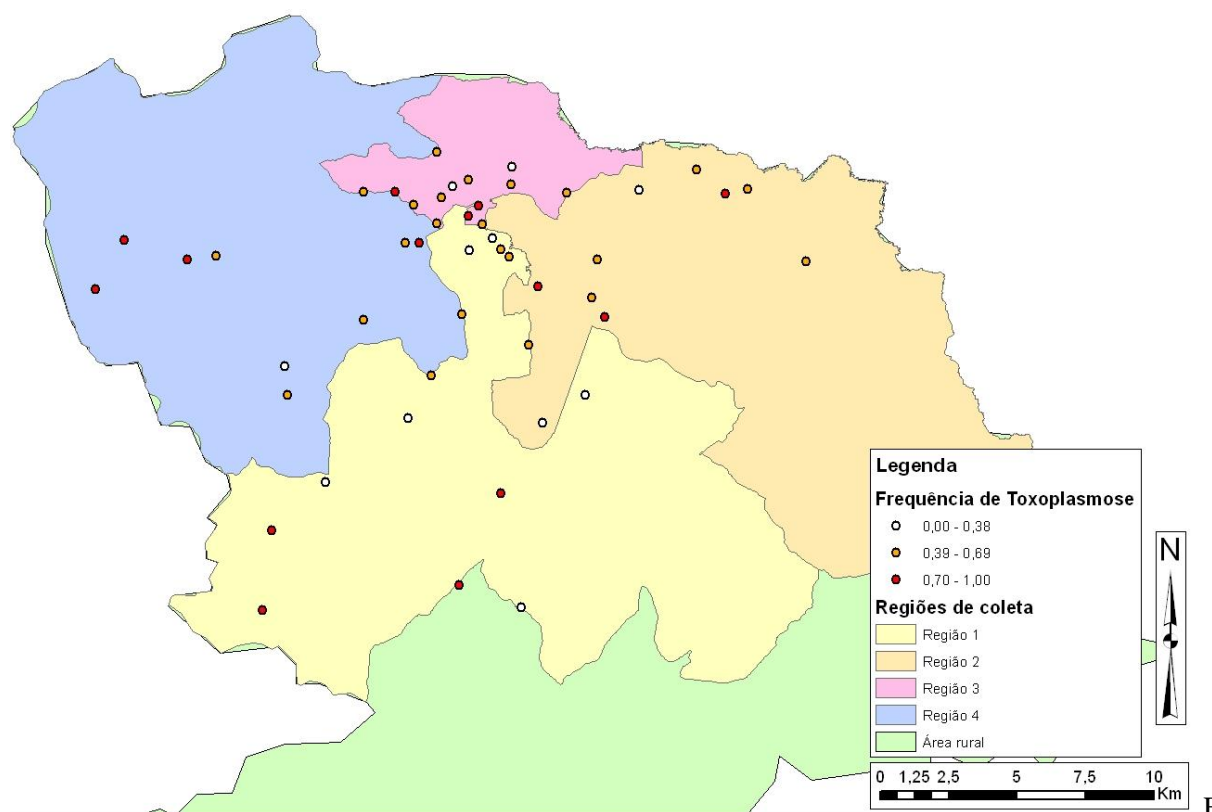 Legenda
Frequência de Toxoplasmose
0,00 - 0,38
0,39 - 0,69
0,70 - 1,00
Regiões de coleta
Região 1
Região 2
Região 3
Região 4
Área rural
N
0 1,25 2,5 5 7,5 10
Km